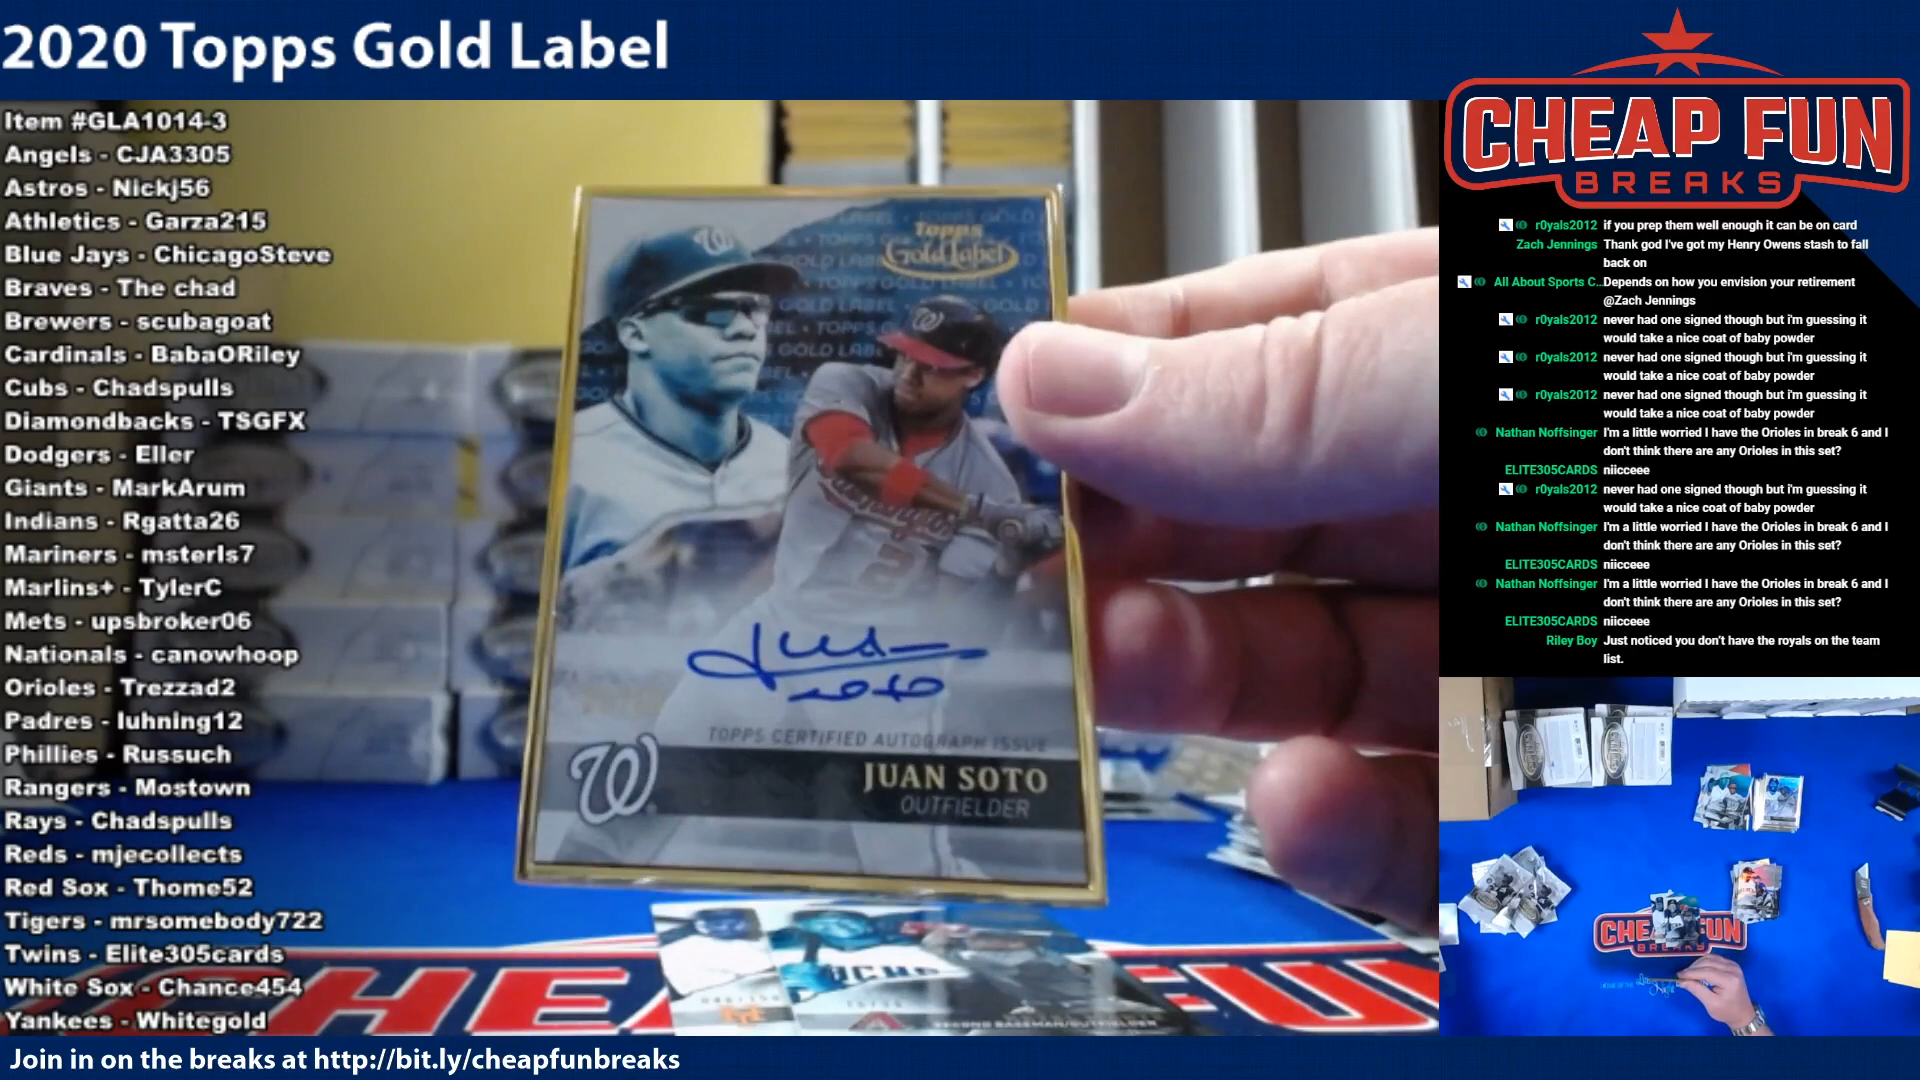 2020 Topps Gold Label
Item #GLA1014-3
Angels - CJA3305
Astros - Nickj56
Athletics - Garza215
Blue Jays - ChicagoSteve
Braves - The chad
Brewers - scubagoat
Cardinals - BabaORiley
Cubs - Chadspulls
Diamondbacks - TSGFX
Dodgers - Eller
Giants - MarkArum
Indians - Rgatta26
Mariners - msterls7
Marlins+ - TylerC
Mets - upsbroker06
Nationals - canowhoop
Orioles - Trezzad2
Padres - luhning12
Phillies - Russuch
Rangers - Mostown
Rays - Chadspulls
Reds - mjecollects
Red Sox - Thome52
Tigers - mrsomebody722
Twins - Elite305cards
White Sox - Chance454
Yankees - Whitegold
Join in on the breaks at http://bit.ly/cheapfunbreaks
Topps
Gold Label
TOPPS CERTIFIED AUTOGRAPH ISSUE
W
JUAN SOTO
OUTFIELDER
CHEAP FUN
BREAKS
r0yals2012 if you prep them well enough it can be on card
Zach Jennings Thank god I've got my Henry Owens stash to fall
back on
All About Sports C... Depends on how you envision your retirement
@Zach Jennings
r0yals2012 never had one signed though but i'm guessing it
would take a nice coat of baby powder
r0yals2012 never had one signed though but i'm guessing it
would take a nice coat of baby powder
r0yals2012 never had one signed though but i'm guessing it
would take a nice coat of baby powder
Nathan Noffsinger I'm a little worried I have the Orioles in break 6 and I
don't think there are any Orioles in this set?
ELITE305CARDS niicceee
r0yals2012 never had one signed though but i'm guessing it
would take a nice coat of baby powder
Nathan Noffsinger I'm a little worried I have the Orioles in break 6 and I
don't think there are any Orioles in this set?
ELITE305CARDS niicceee
Nathan Noffsinger I'm a little worried I have the Orioles in break 6 and I
don't think there are any Orioles in this set?
ELITE305CARDS niicceee
Riley Boy Just noticed you don't have the royals on the team
list.